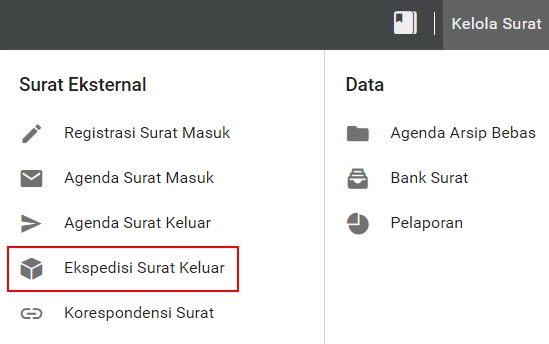 Kelola Surat
Surat Eksternal
Registrasi Surat Masuk
Agenda Surat Masuk
Agenda Surat Keluar
Ekspedisi Surat Keluar
Korespondensi Surat
Data
Agenda Arsip Bebas
Bank Surat
Pelaporan